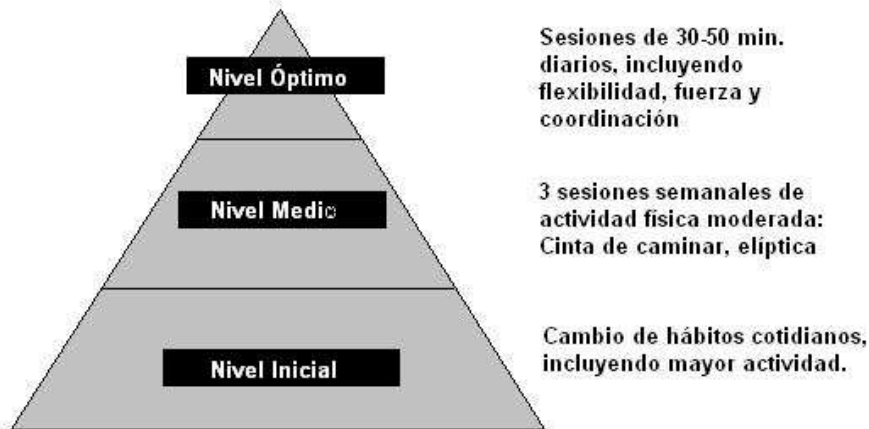 Nivel Óptimo
Sesiones de 30-50 min.
diarios, incluyendo
flexibilidad, fuerza y
coordinación
Nivel Medio
3 sesiones semanales de
actividad física moderada:
Cinta de caminar, elíptica
Nivel Inicial
Cambio de hábitos cotidianos,
incluyendo mayor actividad.